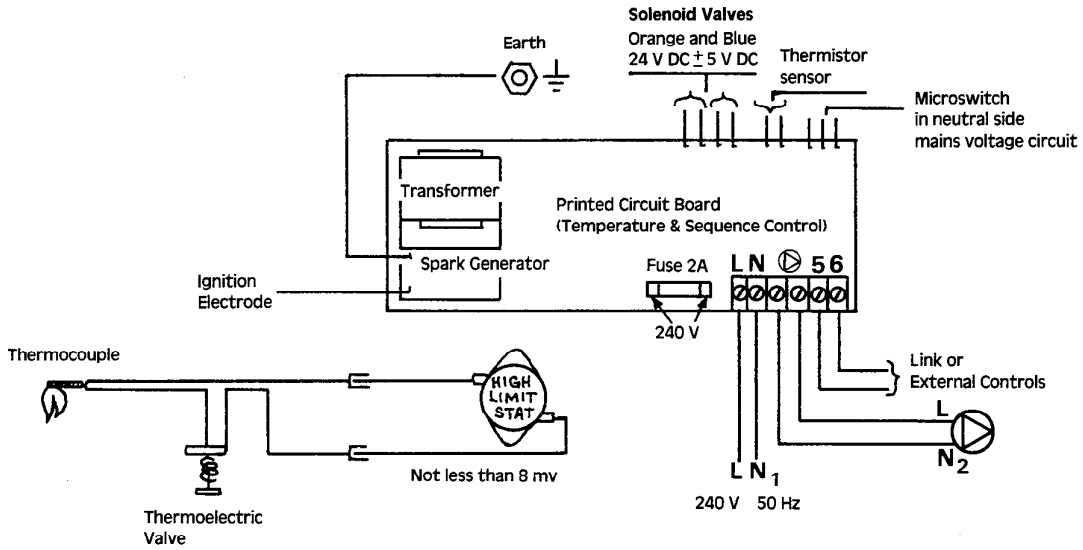 Solenoid Valves
Orange and Blue
24 V DC ± 5 V DC
Earth
Thermistor
sensor
Microswitch
in neutral side
mains voltage circuit
Transformer
Printed Circuit Board
(Temperature & Sequence Control)
Spark Generator
Fuse 2A
L N 5 6
Ignition
Electrode
240 V
Thermocouple
HIGH
LIMIT
STAT
Link or
External Controls
L
N2
Not less than 8 mv
L N1
240 V 50 Hz
Thermoelectric
Valve